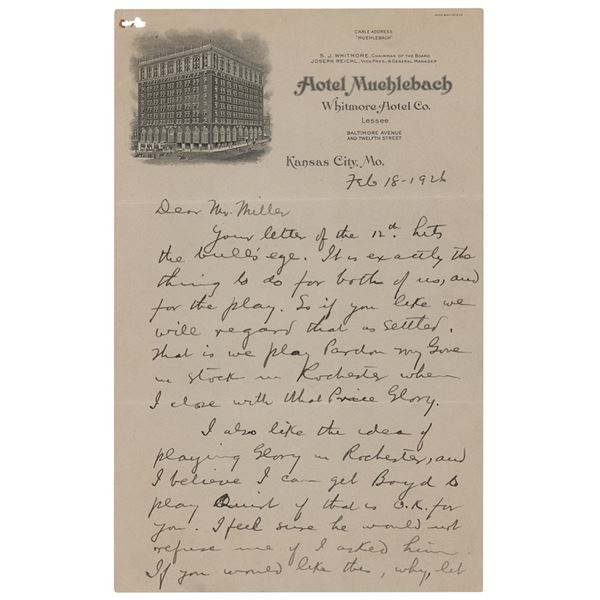 CABLE ADDRESS
"MUEHLEBACH"
S. J. WHITMORE, CHAIRMAN OF THE BOARD
JOSEPH REICHL, VICE PRES. & GENERAL MANAGER
Hotel Muehlebach
Whitmore Hotel Co.
Lessee
BALTIMORE AVENUE
AND TWELFTH STREET
Kansas City, Mo.
Feb 18-1926
Dear Mr. Miller
Your letter of the 12th. hits
the bull's eye. It is exactly the
thing to do for both of us, and
for the play. So if you like we
will regard that as settled.
That is we play Pardon my Glove
in stock in Rochester when
I close with What Price Glory.
I also like the idea of
playing Glory in Rochester, and
I believe I can get Boyd to
play Quirt if that is O.K. for
you. I feel sure he would not
refuse me if I asked him.
If you would like this, why, let